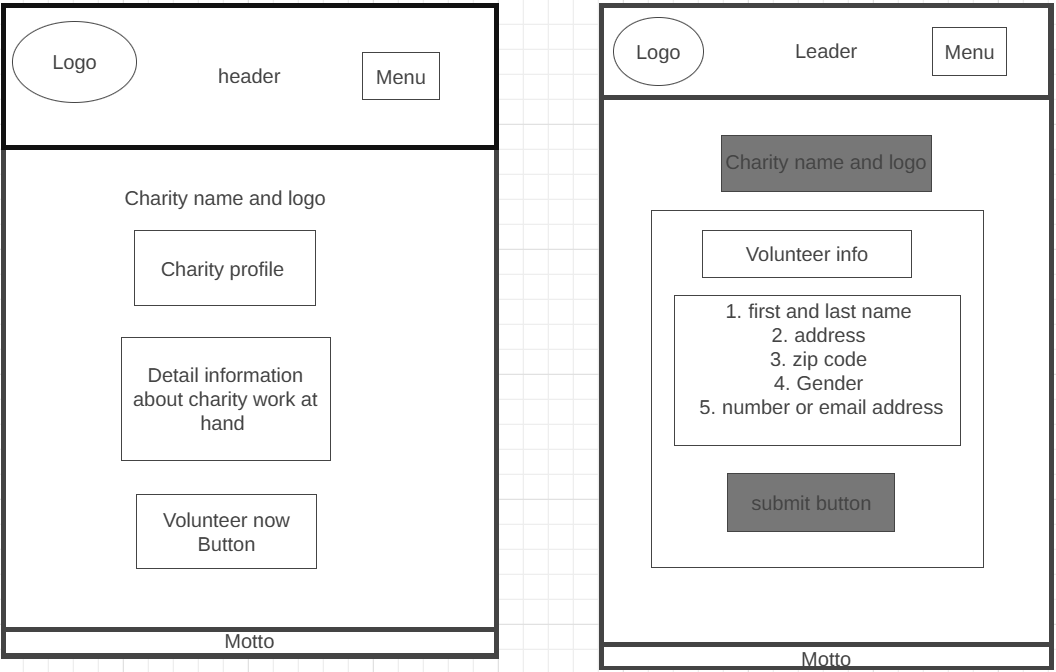 Logo
header
Menu
Charity name and logo
Charity profile
Detail information
about charity work at
hand
Volunteer now
Button
Motto
Logo
Leader
Menu
Charity name and logo
Volunteer info
1. first and last name
2. address
3. zip code
4. Gender
5. number or email address
submit button
Motto